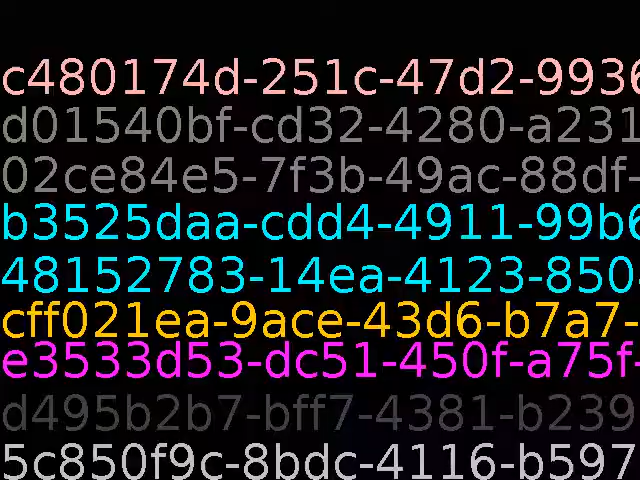 c480174d-251c-47d2-9936
d01540bf-cd32-4280-a231
02ce84e5-7f3b-49ac-88df-
b3525daa-cdd4-4911-99b6
48152783-14ea-4123-850
cff021ea-9ace-43d6-b7a7-
e3533d53-dc51-450f-a75f-
d495b2b7-bff7-4381-b239
5c850f9c-8bdc-4116-b597